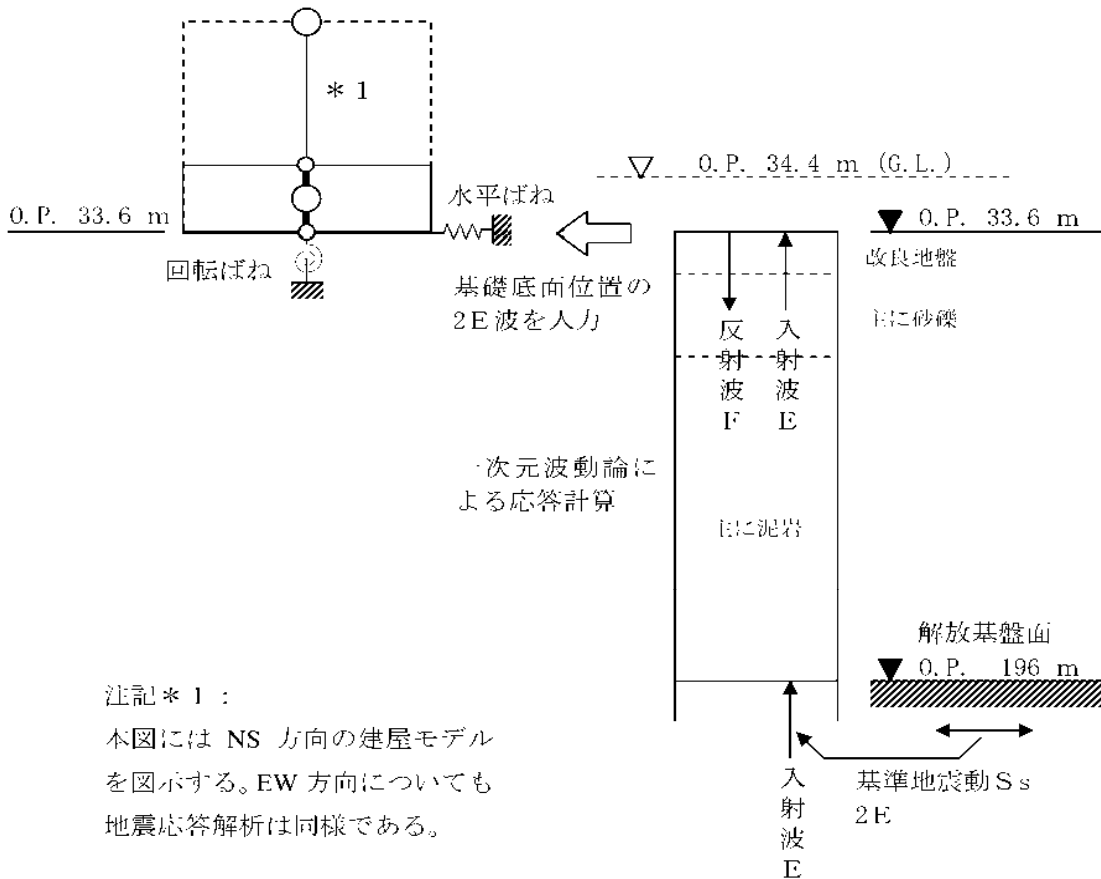 ＊1
O.P. 34.4 m (G.L.)
水平ばね
O.P. 33.6 m
O.P. 33.6 m
回転ばね
改良地盤
基礎底面位置の
2E波を入力
主に砂礫
反射波F
入射波E
一次元波動論に
よる応答計算
主に泥岩
解放基盤面
O.P. 196 m
注記＊1：
本図には NS 方向の建屋モデル
を図示する。EW 方向についても
地震応答解析は同様である。
入射波E
基準地震動Ss
2E